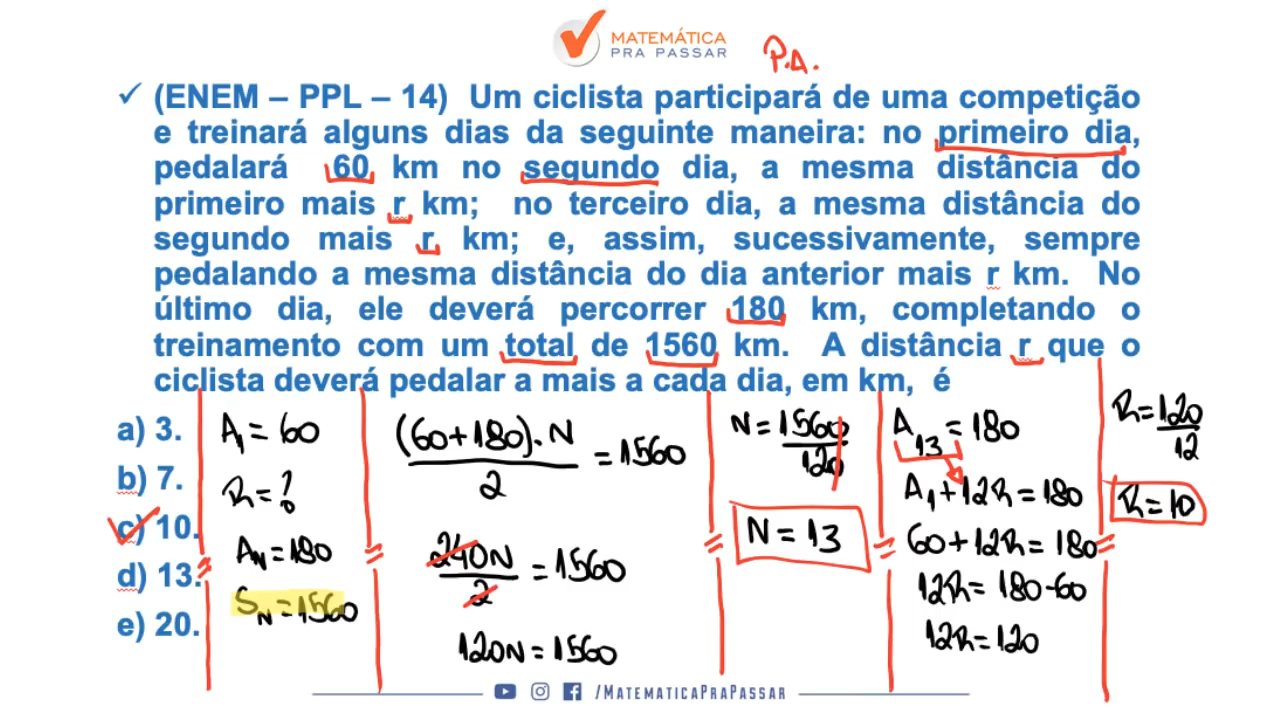 MATEMÁTICA
PRA PASSAR
P.A.
✓ (ENEM – PPL – 14) Um ciclista participará de uma competição
e treinará alguns dias da seguinte maneira: no primeiro dia,
pedalará 60 km no segundo dia, a mesma distância do
primeiro mais r km; no terceiro dia, a mesma distância do
segundo mais r km; e, assim, sucessivamente, sempre
pedalando a mesma distância do dia anterior mais r km. No
último dia, ele deverá percorrer 180 km, completando o
treinamento com um total de 1560 km. A distância r que o
ciclista deverá pedalar a mais a cada dia, em km, é
a) 3.
b) 7.
c) 10.
d) 13.
e) 20.
A₁ = 60
R = ?
Aₙ = 180
Sₙ = 1560
(60+180).N
2
= 1560
240N
2
= 1560
120N = 1560
N = 1560
120
N = 13
A₁₃ = 180
A₁ + 12R = 180
60 + 12R = 180
12R = 180-60
12R = 120
R = 120
12
R = 10
/MatematicaPraPassar